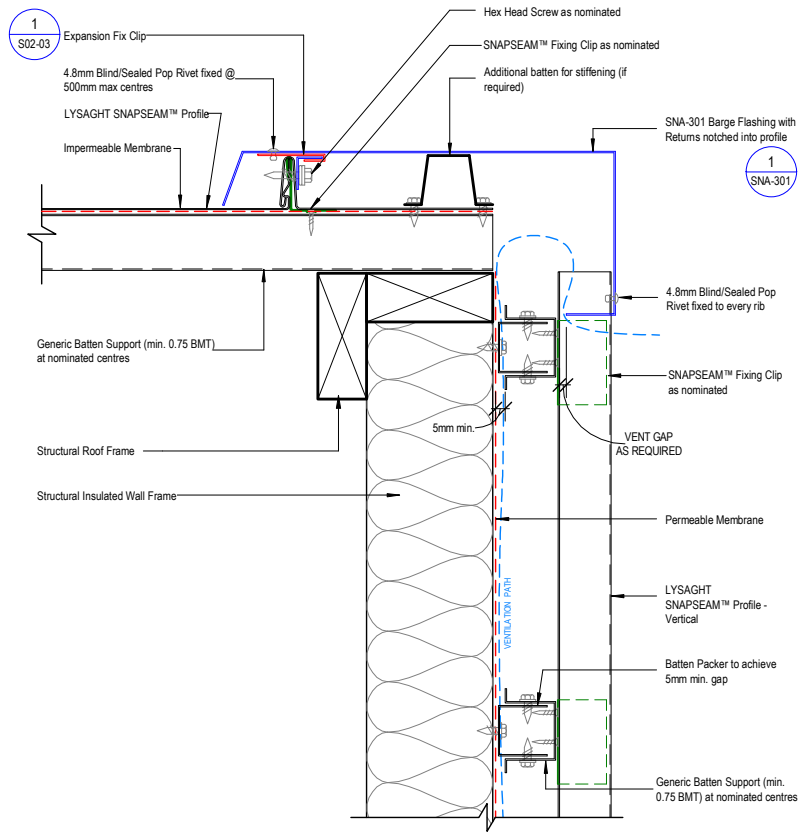 1
S02-03
Expansion Fix Clip
4.8mm Blind/Sealed Pop Rivet fixed @
500mm max centres
LYSAGHT SNAPSEAM™ Profile
Impermeable Membrane
Hex Head Screw as nominated
SNAPSEAM™ Fixing Clip as nominated
Additional batten for stiffening (if
required)
SNA-301 Barge Flashing with
Returns notched into profile
1
SNA-301
4.8mm Blind/Sealed Pop
Rivet fixed to every rib
Generic Batten Support (min. 0.75 BMT)
at nominated centres
SNAPSEAM™ Fixing Clip
as nominated
5mm min.
VENT GAP
AS REQUIRED
Structural Roof Frame
Structural Insulated Wall Frame
Permeable Membrane
VENTILATION PATH
LYSAGHT
SNAPSEAM™ Profile -
Vertical
Batten Packer to achieve
5mm min. gap
Generic Batten Support (min.
0.75 BMT) at nominated centres